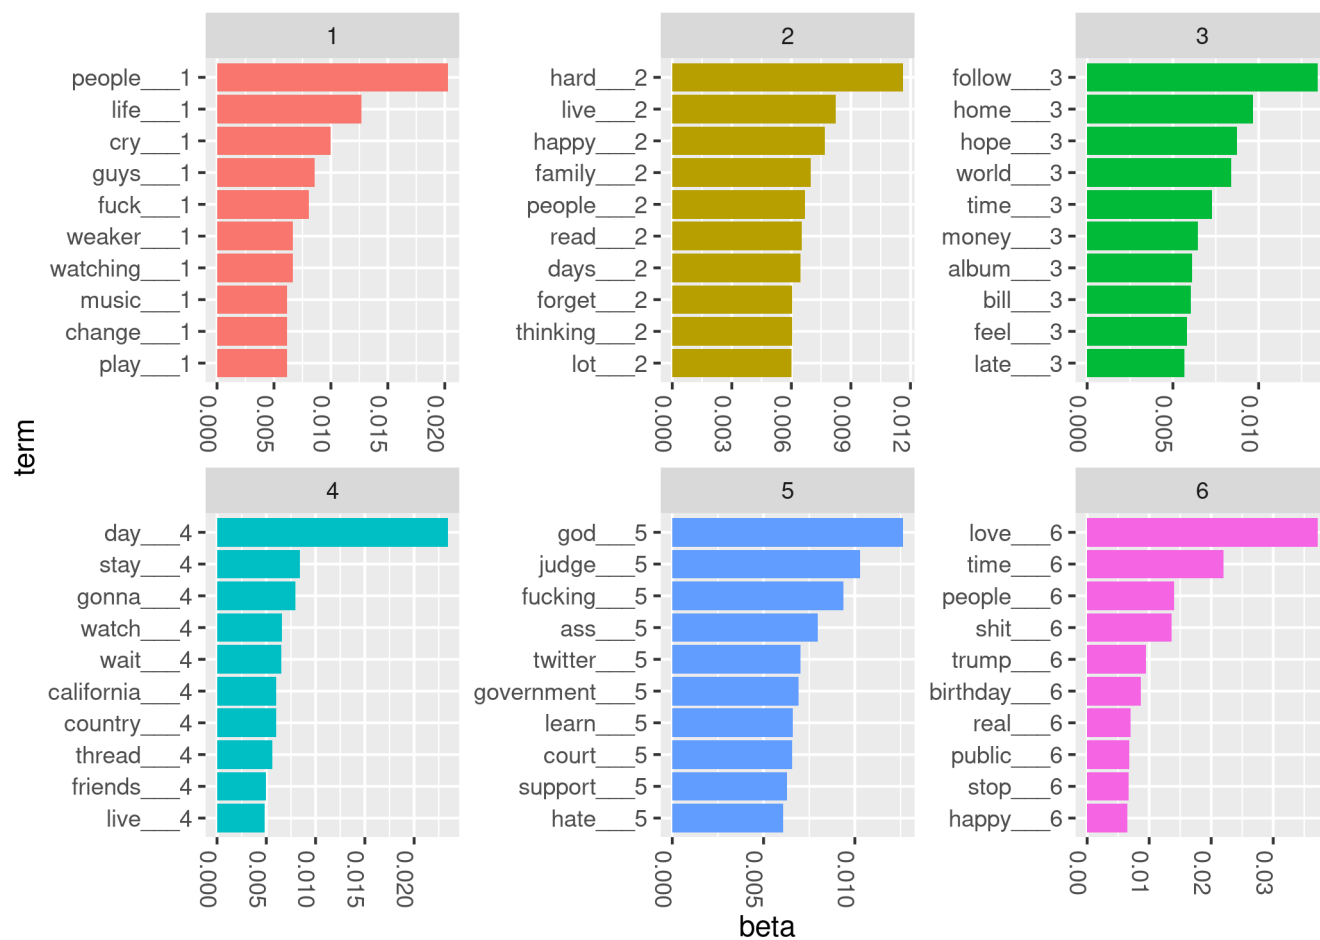 1
people___1
life___1
cry___1
guys___1
fuck___1
weaker___1
watching___1
music___1
change___1
play___1
0.000
0.005
0.010
0.015
0.020
2
hard___2
live___2
happy___2
family___2
people___2
read___2
days___2
forget___2
thinking___2
lot___2
0.000
0.003
0.006
0.009
0.012
3
follow___3
home___3
hope___3
world___3
time___3
money___3
album___3
bill___3
feel___3
late___3
0.000
0.005
0.010
term
4
day___4
stay___4
gonna___4
watch___4
wait___4
california___4
country___4
thread___4
friends___4
live___4
0.000
0.005
0.010
0.015
0.020
5
god___5
judge___5
fucking___5
ass___5
twitter___5
government___5
learn___5
court___5
support___5
hate___5
0.000
0.005
0.010
6
love___6
time___6
people___6
shit___6
trump___6
birthday___6
real___6
public___6
stop___6
happy___6
0.00
0.01
0.02
0.03
beta